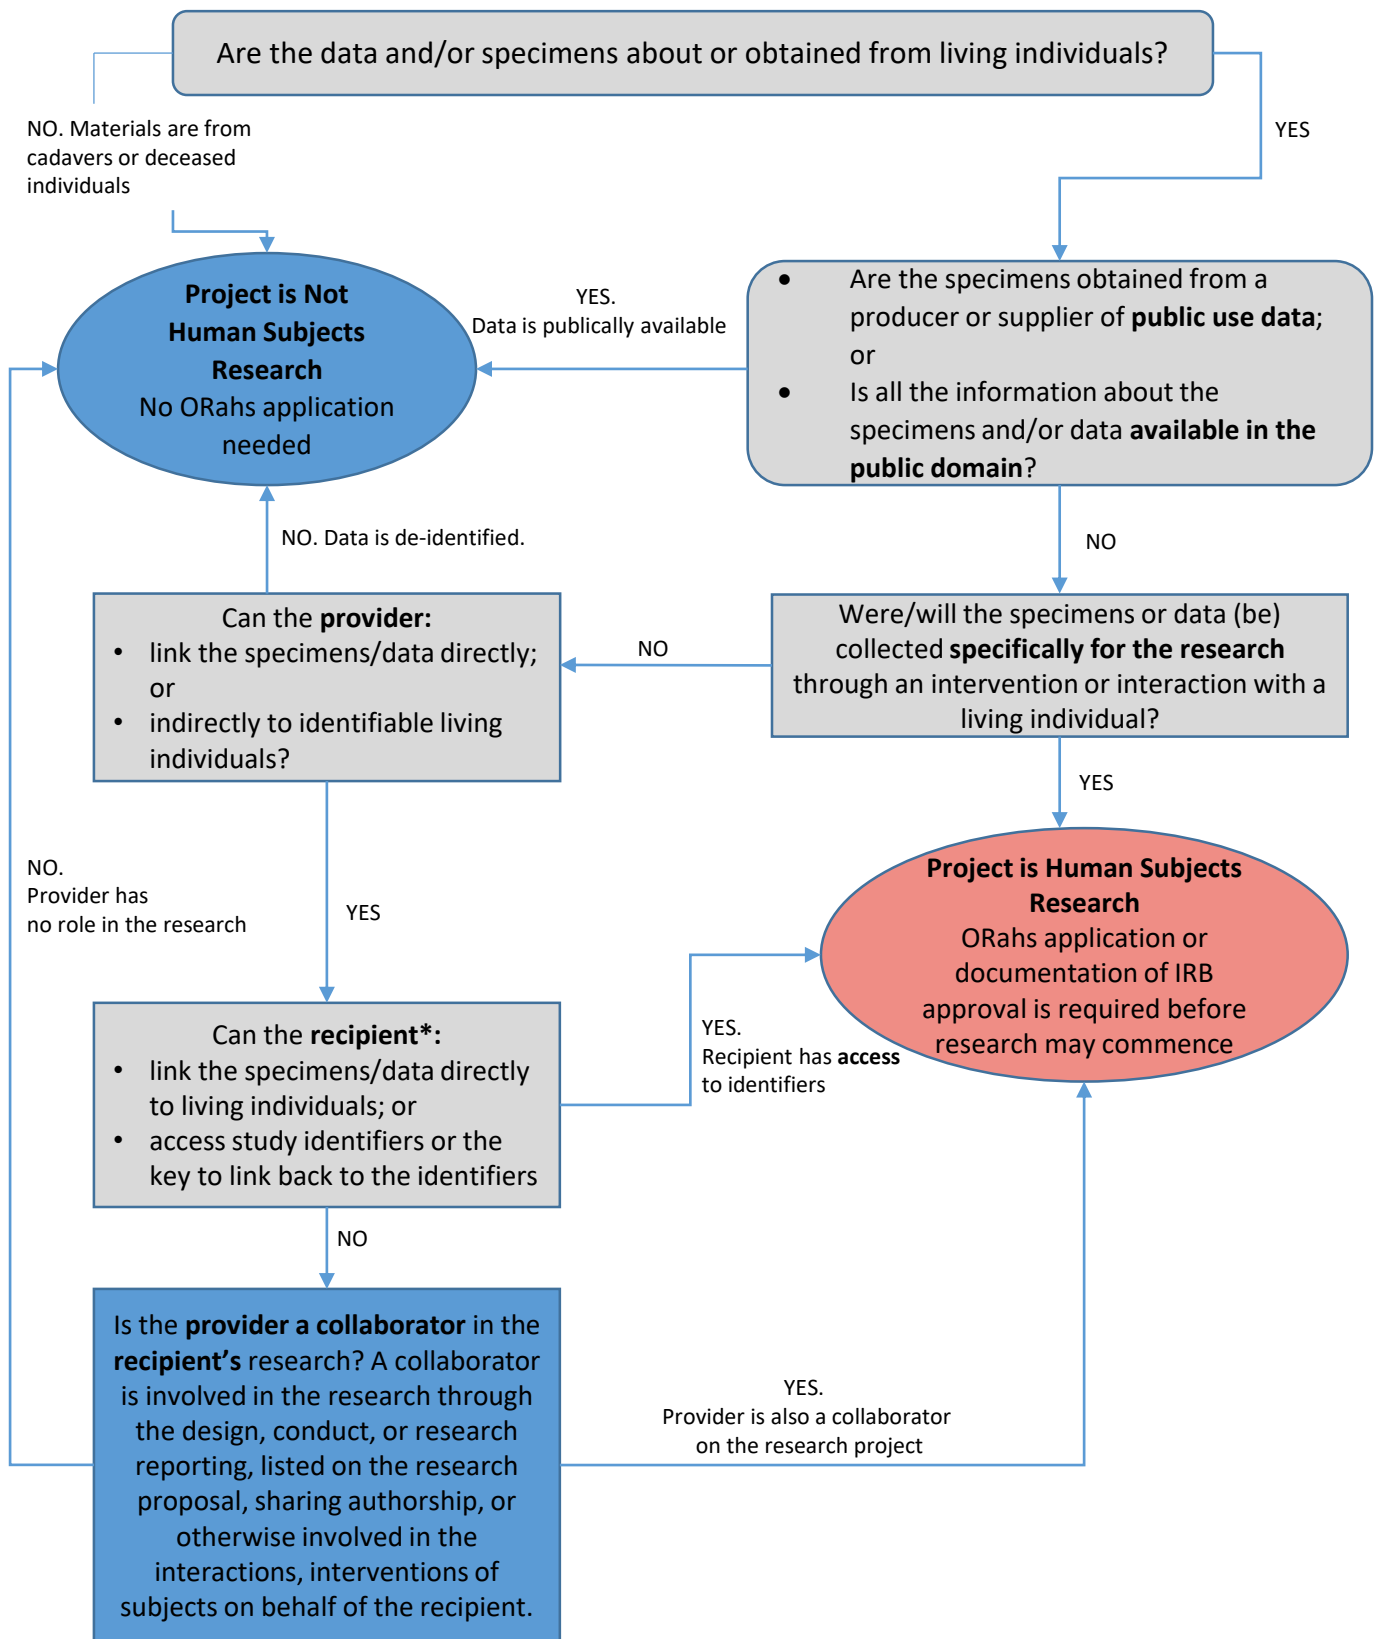 Are the data and/or specimens about or obtained from living individuals?
NO. Materials are from
cadavers or deceased
individuals
YES
Project is Not
Human Subjects
Research
No ORahs application
needed
YES.
Data is publically available
• Are the specimens obtained from a
producer or supplier of public use data;
or
• Is all the information about the
specimens and/or data available in the
public domain?
NO. Data is de-identified.
NO
Can the provider:
• link the specimens/data directly;
or
• indirectly to identifiable living
individuals?
NO
Were/will the specimens or data (be)
collected specifically for the research
through an intervention or interaction with a
living individual?
YES
NO.
Provider has
no role in the research
YES
Project is Human Subjects
Research
ORahs application or
documentation of IRB
approval is required before
research may commence
Can the recipient*:
• link the specimens/data directly
to living individuals; or
• access study identifiers or the
key to link back to the identifiers
YES.
Recipient has access
to identifiers
NO
Is the provider a collaborator in the
recipient's research? A collaborator
is involved in the research through
the design, conduct, or research
reporting, listed on the research
proposal, sharing authorship, or
otherwise involved in the
interactions, interventions of
subjects on behalf of the recipient.
YES.
Provider is also a collaborator
on the research project